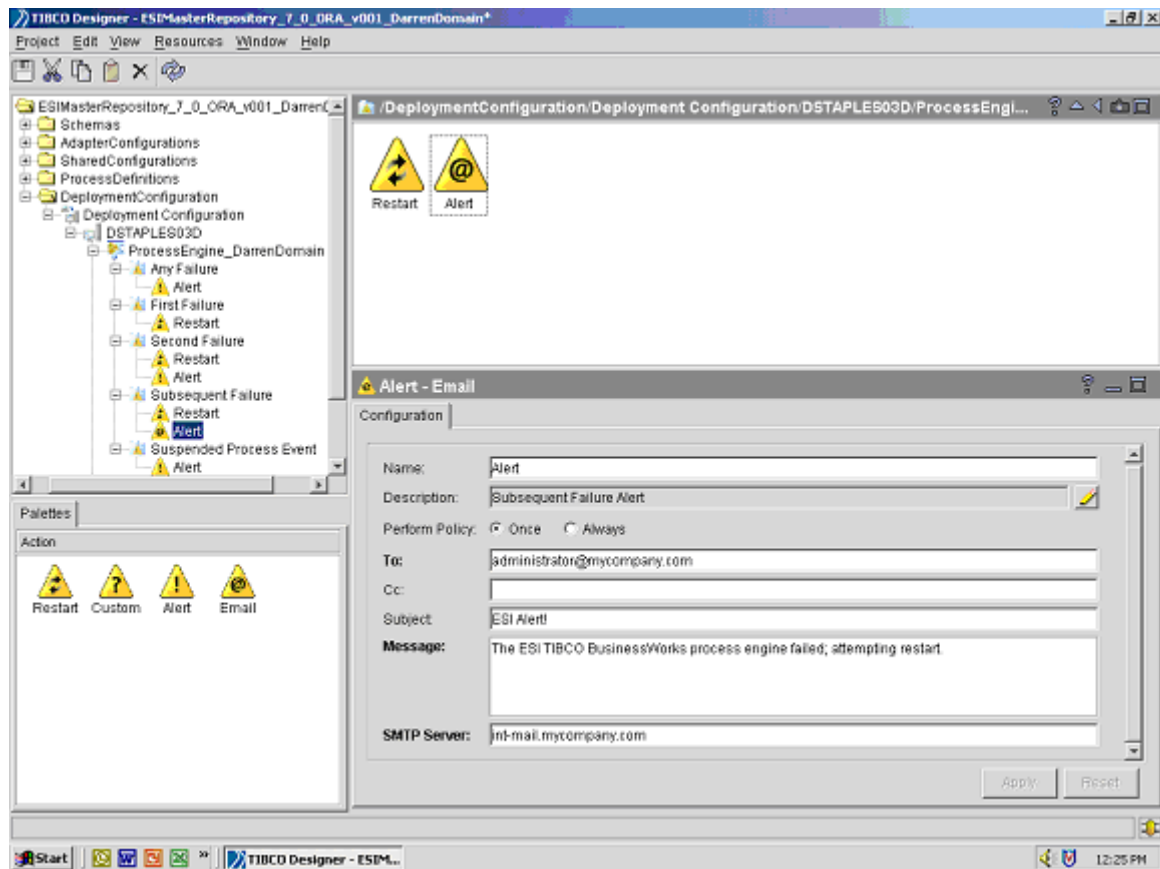 TIBCO Designer - ESIMasterRepository_7_0_ORA_v001_DarrenDomain*
Project Edit View Resources Window Help
ESIMasterRepository_7_0_ORA_v001_Darren
Schemas
AdapterConfigurations
SharedConfigurations
ProcessDefinitions
DeploymentConfiguration
Deployment Configuration
DSTAPLES03D
ProcessEngine_DarrenDomain
Any Failure
Alert
First Failure
Restart
Second Failure
Restart
Alert
Subsequent Failure
Restart
Alert
Suspended Process Event
Alert
Palettes
Action
Restart Custom Alert Email
/DeploymentConfiguration/Deployment Configuration/DSTAPLES03D/ProcessEngi...
Restart Alert
Alert - Email
Configuration
Name: Alert
Description: Subsequent Failure Alert
Perform Policy: Once Always
To: administrator@mycompany.com
Cc:
Subject: ESI Alert!
Message: The ESI TIBCO BusinessWorks process engine failed; attempting restart.
SMTP Server: int-mail.mycompany.com
Apply Reset
Start » TIBCO Designer - ESIM... 12:25 PM